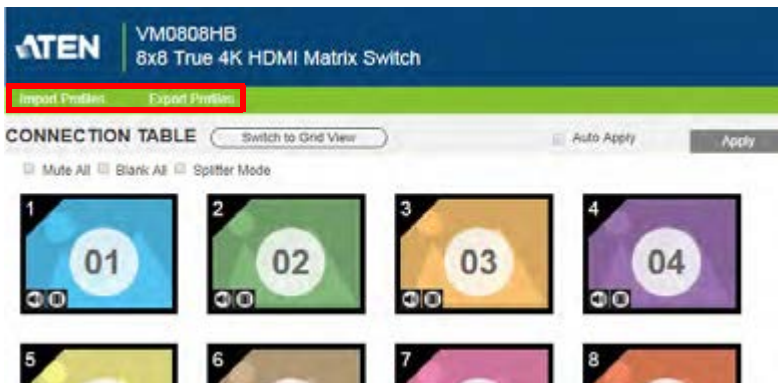 ATEN
VM0808HB
8x8 True 4K HDMI Matrix Switch
Import Profiles Export Profiles
CONNECTION TABLE Switch to Grid View Auto Apply Apply
Mute All Blank All Splitter Mode
1 2 3 4
01 02 03 04
5 6 7 8